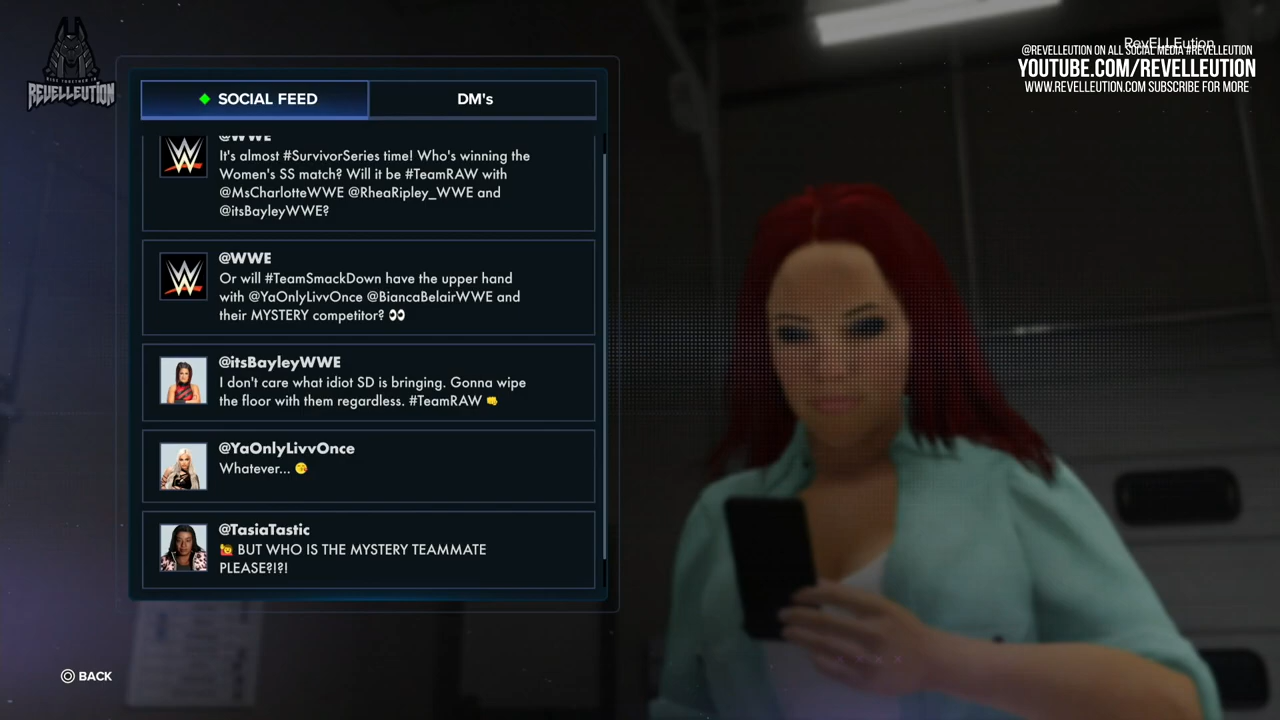 RevELLEution
@REVELLEUTION ON ALL SOCIAL MEDIA #REVELLEUTION
YOUTUBE.COM/REVELLEUTION
WWW.REVELLEUTION.COM SUBSCRIBE FOR MORE
RISE TOGETHER IN
REVELLEUTION
SOCIAL FEED
DM's
@WWE
It's almost #SurvivorSeries time! Who's winning the
Women's SS match? Will it be #TeamRAW with
@MsCharlotteWWE @RheaRipley_WWE and
@itsBayleyWWE?
@WWE
Or will #TeamSmackDown have the upper hand
with @YaOnlyLivvOnce @BiancaBelairWWE and
their MYSTERY competitor? 👀
@itsBayleyWWE
I don't care what idiot SD is bringing. Gonna wipe
the floor with them regardless. #TeamRAW 👊
@YaOnlyLivvOnce
Whatever... 😘
@TasiaTastic
🙋 BUT WHO IS THE MYSTERY TEAMMATE
PLEASE?!?!
BACK